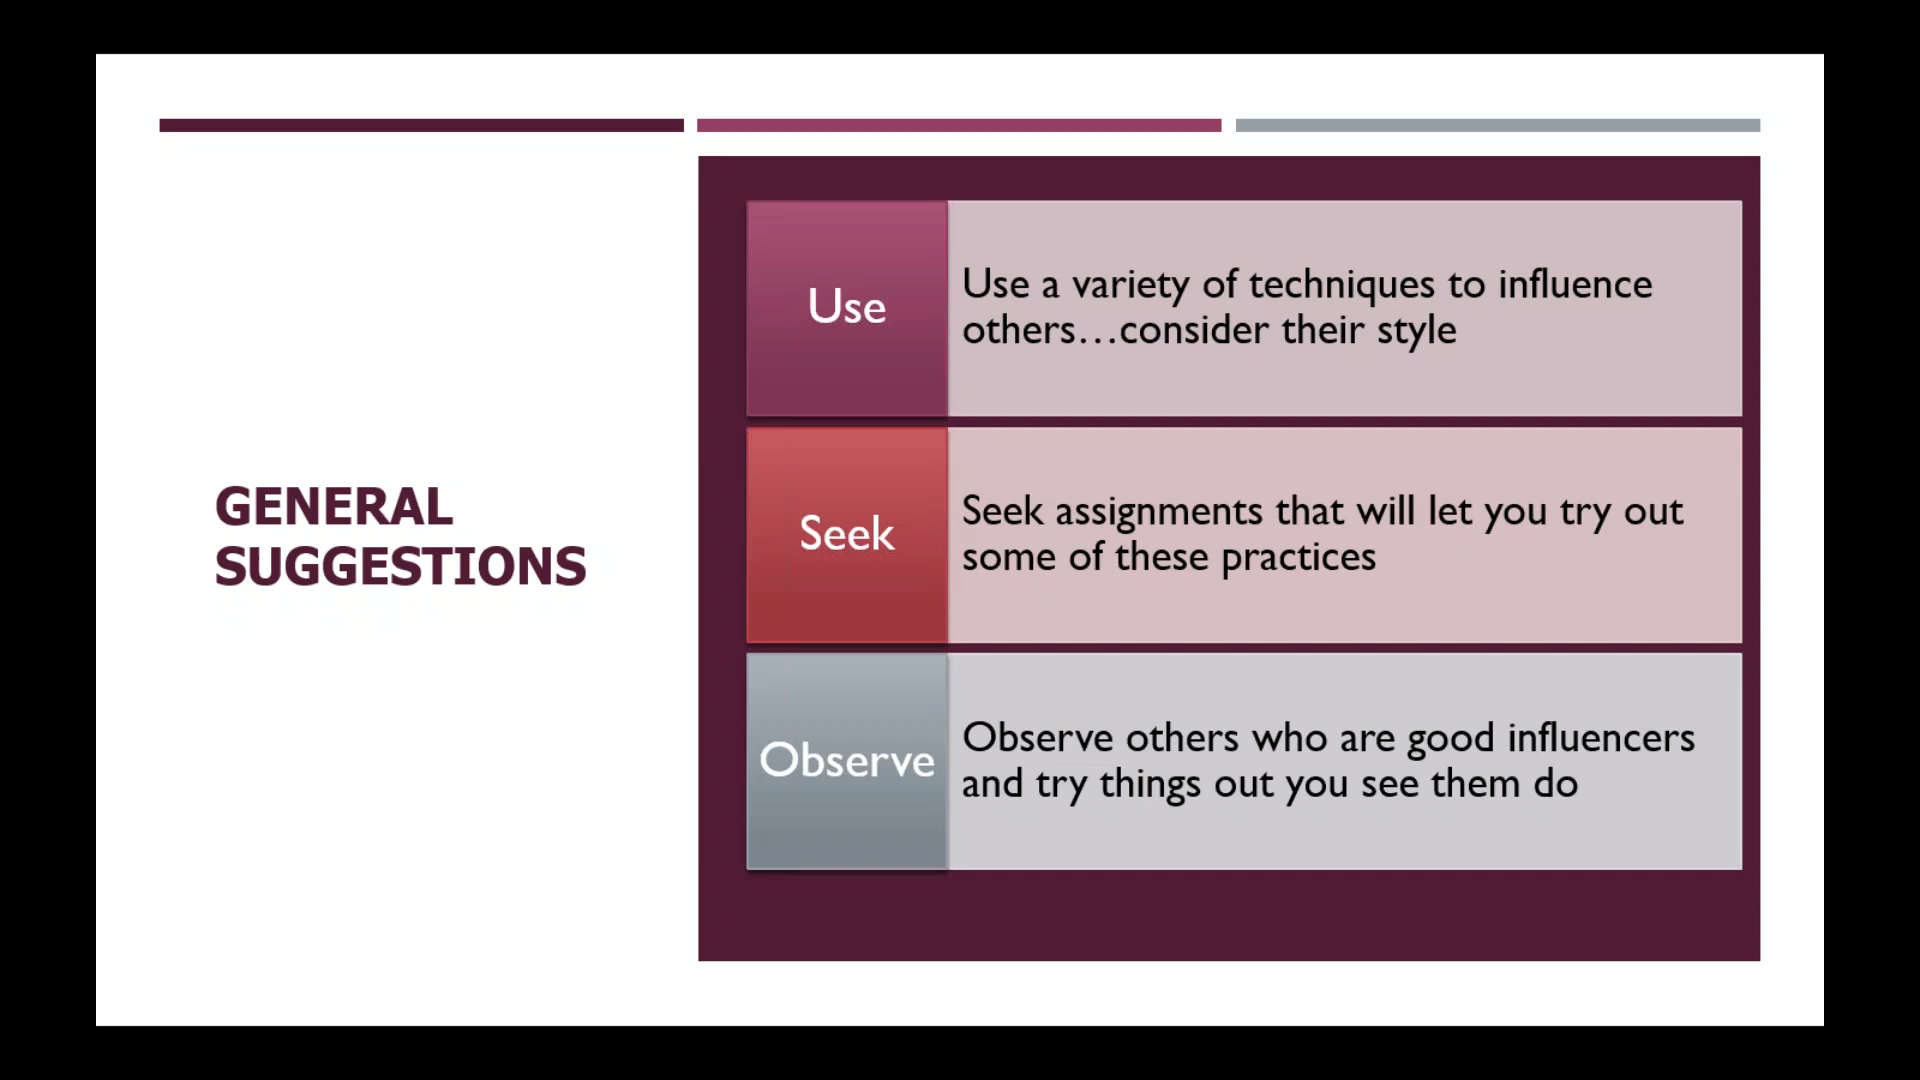 GENERAL
SUGGESTIONS
Use
Use a variety of techniques to influence
others…consider their style
Seek
Seek assignments that will let you try out
some of these practices
Observe
Observe others who are good influencers
and try things out you see them do